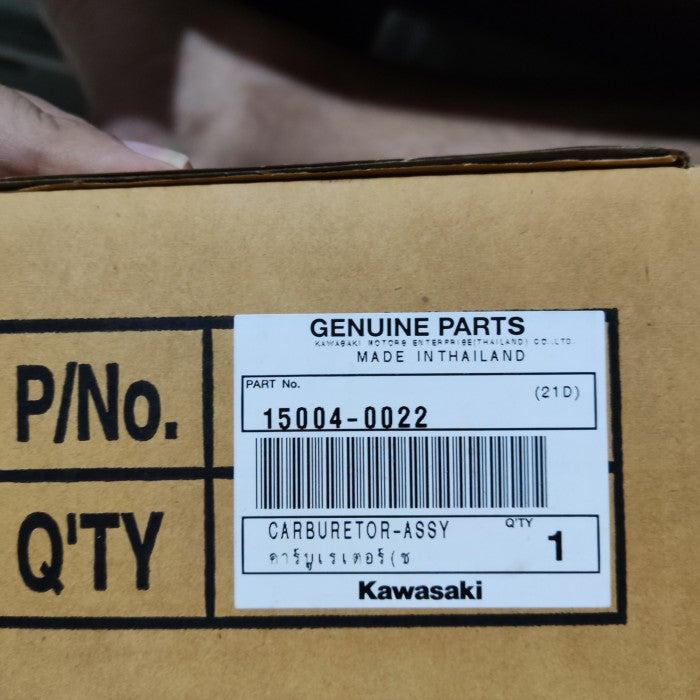 GENUINE PARTS
KAWASAKI MOTORS ENTERPRISE(THAILAND) CO.,LTD.
MADE INTHAILAND
PART No.
(21D)
15004-0022
P/No.
CARBURETOR-ASSY
Q'TY
1
คาร์บูเรเตอร์(ช
Q'TY
Kawasaki